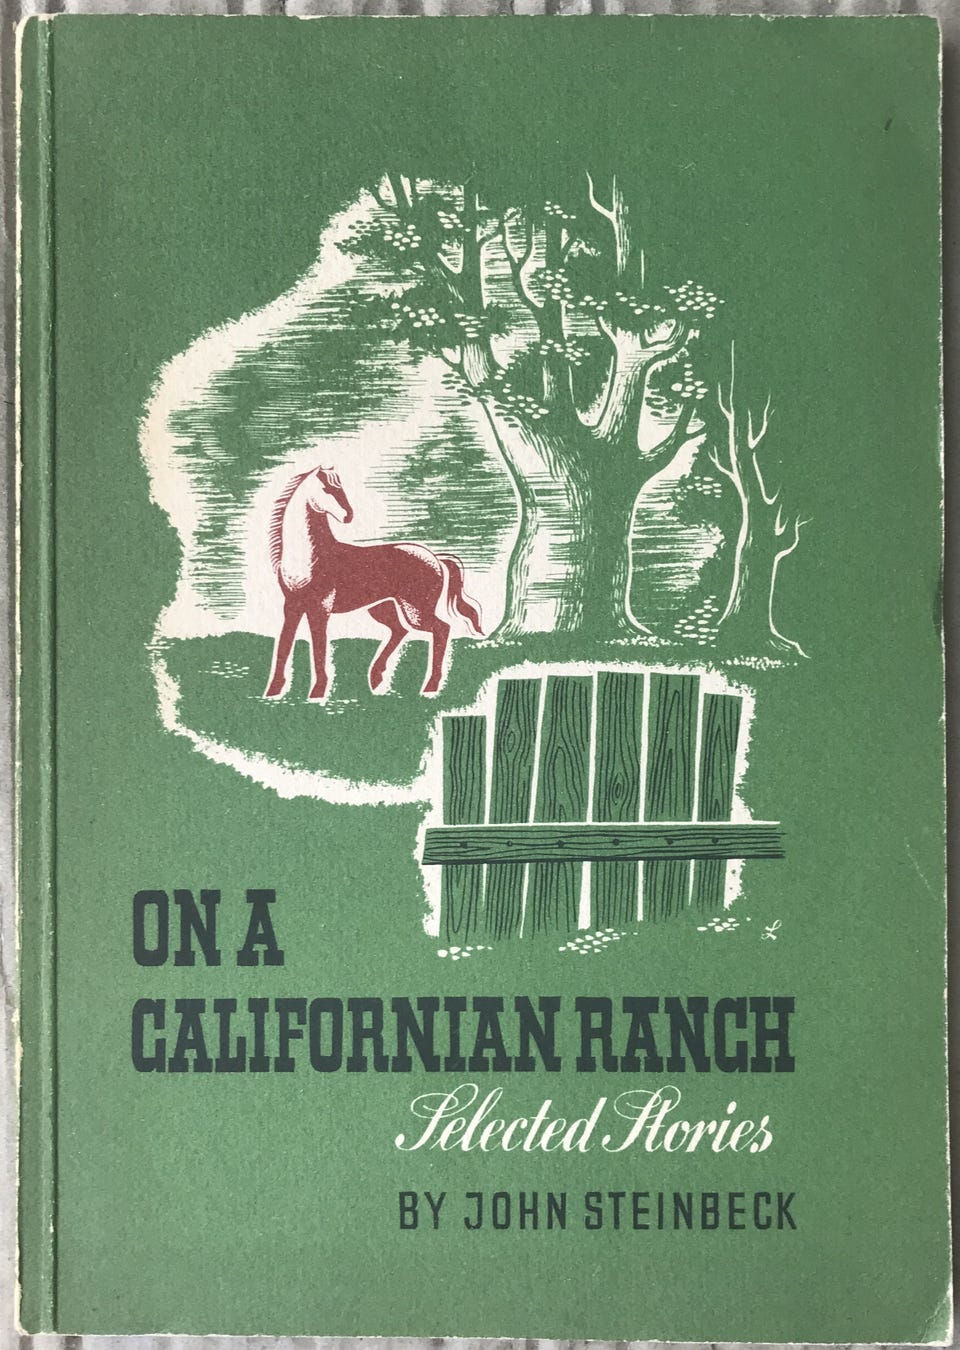 ON A
CALIFORNIAN RANCH
Selected Stories
BY JOHN STEINBECK